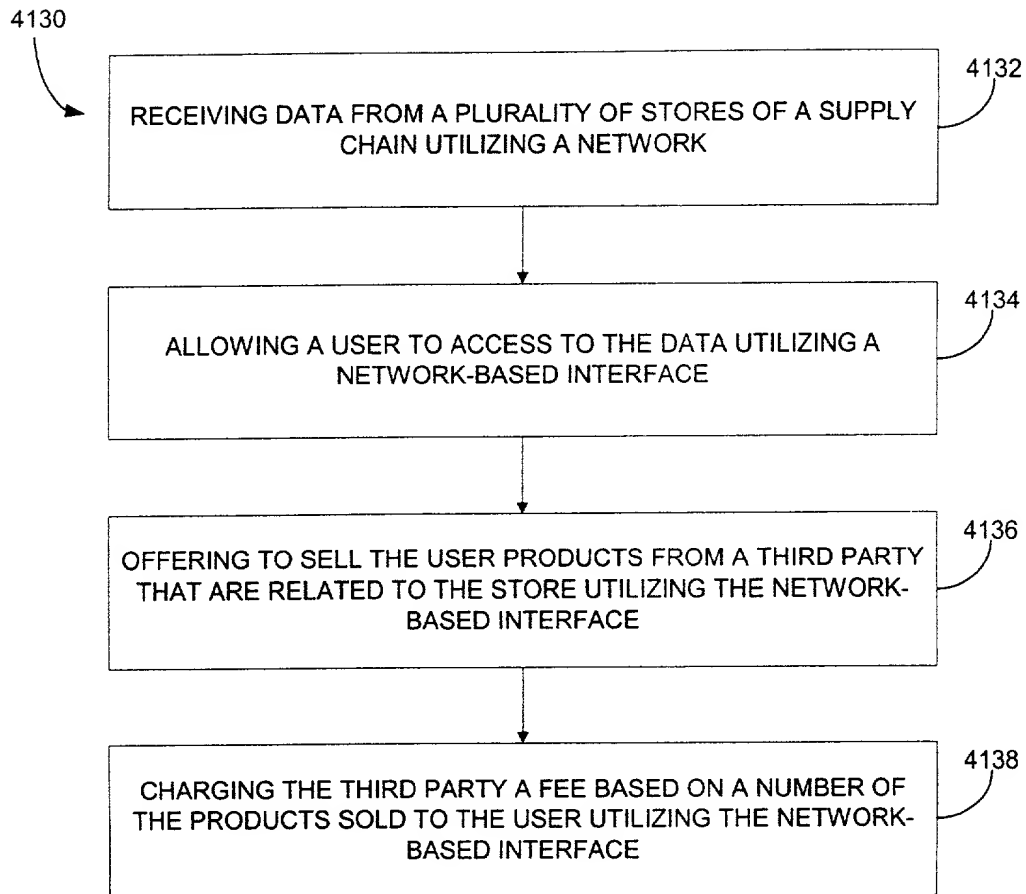 4130
4132
RECEIVING DATA FROM A PLURALITY OF STORES OF A SUPPLY
CHAIN UTILIZING A NETWORK
4134
ALLOWING A USER TO ACCESS TO THE DATA UTILIZING A
NETWORK-BASED INTERFACE
4136
OFFERING TO SELL THE USER PRODUCTS FROM A THIRD PARTY
THAT ARE RELATED TO THE STORE UTILIZING THE NETWORK-
BASED INTERFACE
4138
CHARGING THE THIRD PARTY A FEE BASED ON A NUMBER OF
THE PRODUCTS SOLD TO THE USER UTILIZING THE NETWORK-
BASED INTERFACE